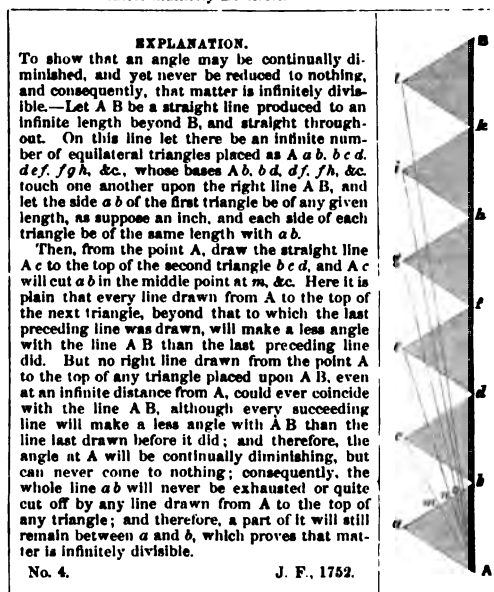 EXPLANATION.
To show that an angle may be continually di-
minished, and yet never be reduced to nothing,
and consequently, that matter is infinitely divis-
ible.—Let A B be a straight line produced to an
infinite length beyond B, and straight through-
out. On this line let there be an infinite num-
ber of equilateral triangles placed as A a b. b c d.
d e f. f g h, &c., whose bases A b. b d, d f. f h, &c.
touch one another upon the right line A B, and
let the side a b of the first triangle be of any given
length, as suppose an inch, and each side of each
triangle be of the same length with a b.
Then, from the point A, draw the straight line
A c to the top of the second triangle b c d, and A c
will cut a b in the middle point at m, &c. Here it is
plain that every line drawn from A to the top of
the next triangle, beyond that to which the last
preceding line was drawn, will make a less angle
with the line A B than the last preceding line
did. But no right line drawn from the point A
to the top of any triangle placed upon A B, even
at an infinite distance from A, could ever coincide
with the line A B, although every succeeding
line will make a less angle with A B than the
line last drawn before it did; and therefore, the
angle at A will be continually diminishing, but
can never come to nothing; consequently, the
whole line a b will never be exhausted or quite
cut off by any line drawn from A to the top of
any triangle; and therefore, a part of it will still
remain between a and b, which proves that mat-
ter is infinitely divisible.
No. 4. J. F., 1752.
B
k
i
h
g
f
e
d
c
b
m
a
A